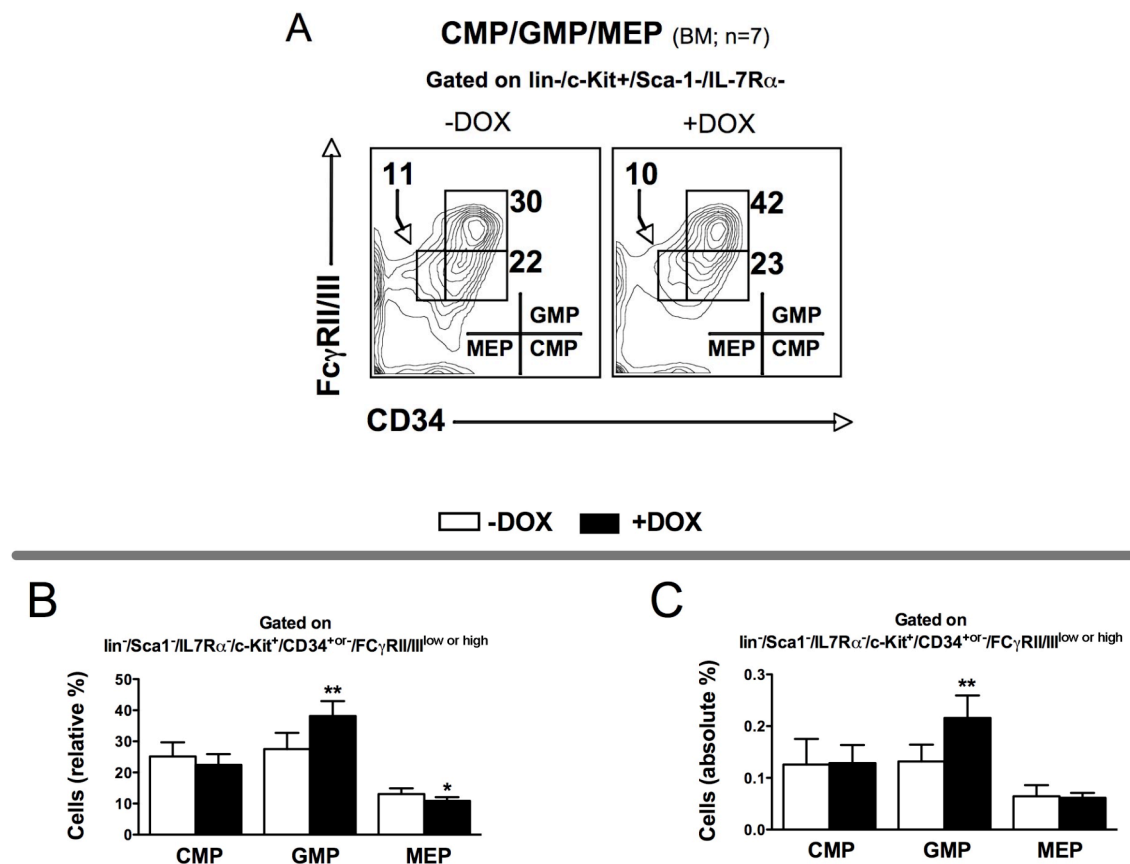 A
CMP/GMP/MEP (BM; n=7)
Gated on lin-/c-Kit+/Sca-1-/IL-7Rα-
-DOX
+DOX
FcγRII/III
11
30
22
GMP
MEP
CMP
10
42
23
GMP
MEP
CMP
CD34
-DOX
+DOX
B
Gated on
lin⁻/Sca1⁻/IL7Rα⁻/c-Kit⁺/CD34⁺ᵒʳ⁻/FCγRII/IIIˡᵒʷ ᵒʳ ʰⁱᵍʰ
Cells (relative %)
50
40
30
20
10
0
**
*
CMP
GMP
MEP
C
Gated on
lin⁻/Sca1⁻/IL7Rα⁻/c-Kit⁺/CD34⁺ᵒʳ⁻/FCγRII/IIIˡᵒʷ ᵒʳ ʰⁱᵍʰ
Cells (absolute %)
0.3
0.2
0.1
0.0
**
CMP
GMP
MEP